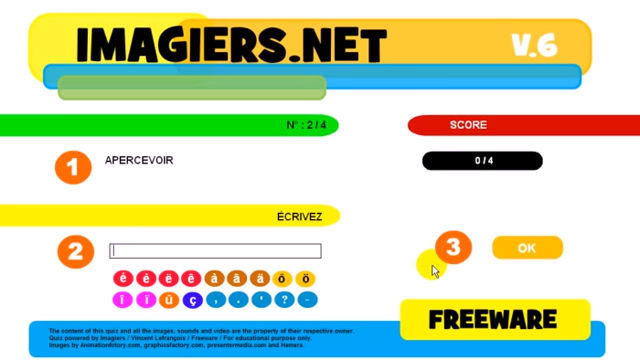 IMAGIERS.NET
V.6
N° : 2 / 4
SCORE
1
APERCEVOIR
0 / 4
ÉCRIVEZ
2
3
OK
ç , . ' ? -
FREEWARE
The content of this quiz and all the images, sounds and video are the property of their respective owner.
Quiz powered by Imagiers / Vincent Lefrançois / Freeware / For educational purpose only.
Images by Animationfotory.com, graphicsfactory.com, presentermedia.com and Hemera.